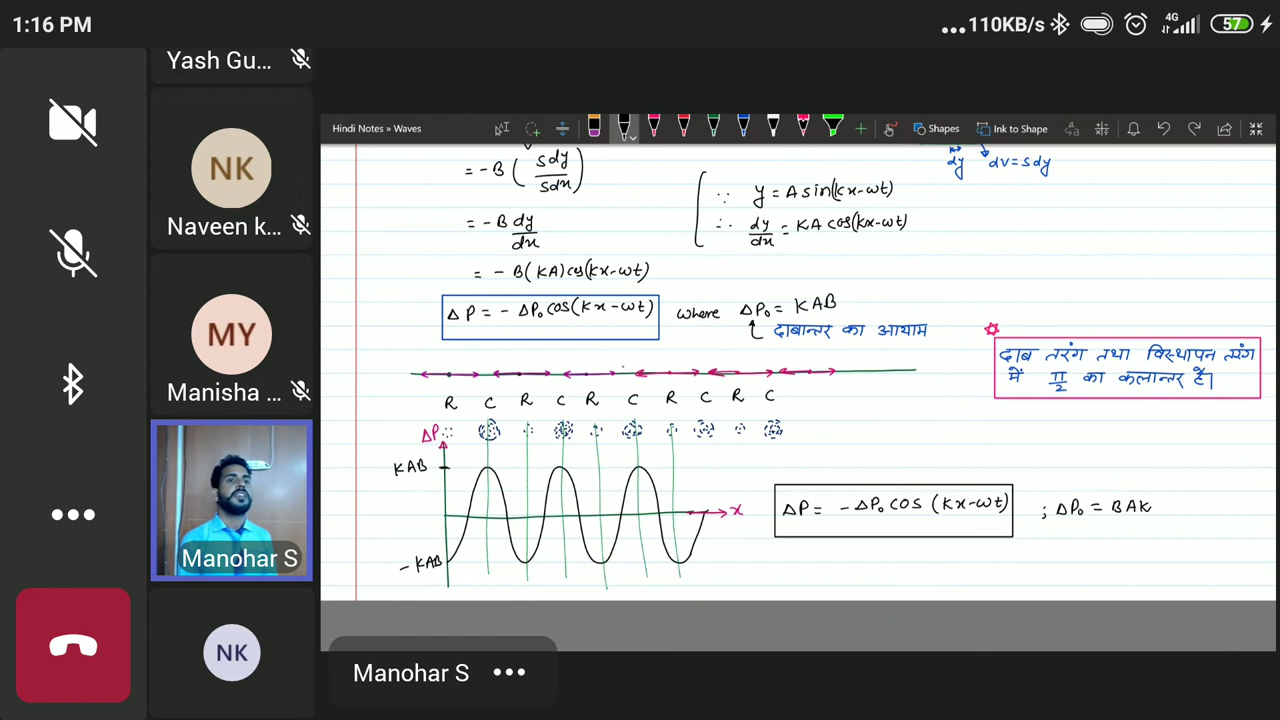 1:16 PM
...110KB/s
4G
57
Yash Gu...
NK
Naveen k...
MY
Manisha ...
Manohar S
NK
Manohar S
Hindi Notes » Waves
Shapes
Ink to Shape
= -B ( sdy / sdx )
= -B dy/dx
= - B(KA)cos(kx-ωt)
ΔP = - ΔP₀ cos(kx-ωt)
where ΔP₀ = KAB
दाबान्तर का आयाम
∵ y = A sin(kx-ωt)
∴ dy/dx = KA cos(kx-ωt)
dy
dv = sdy
दाब तरंग तथा विस्थापन तरंग
में π/2 का कलान्तर है।
R C R C R C R C R C
ΔP
KAB
-KAB
x
ΔP = -ΔP₀ cos (kx-ωt)
; ΔP₀ = BAK